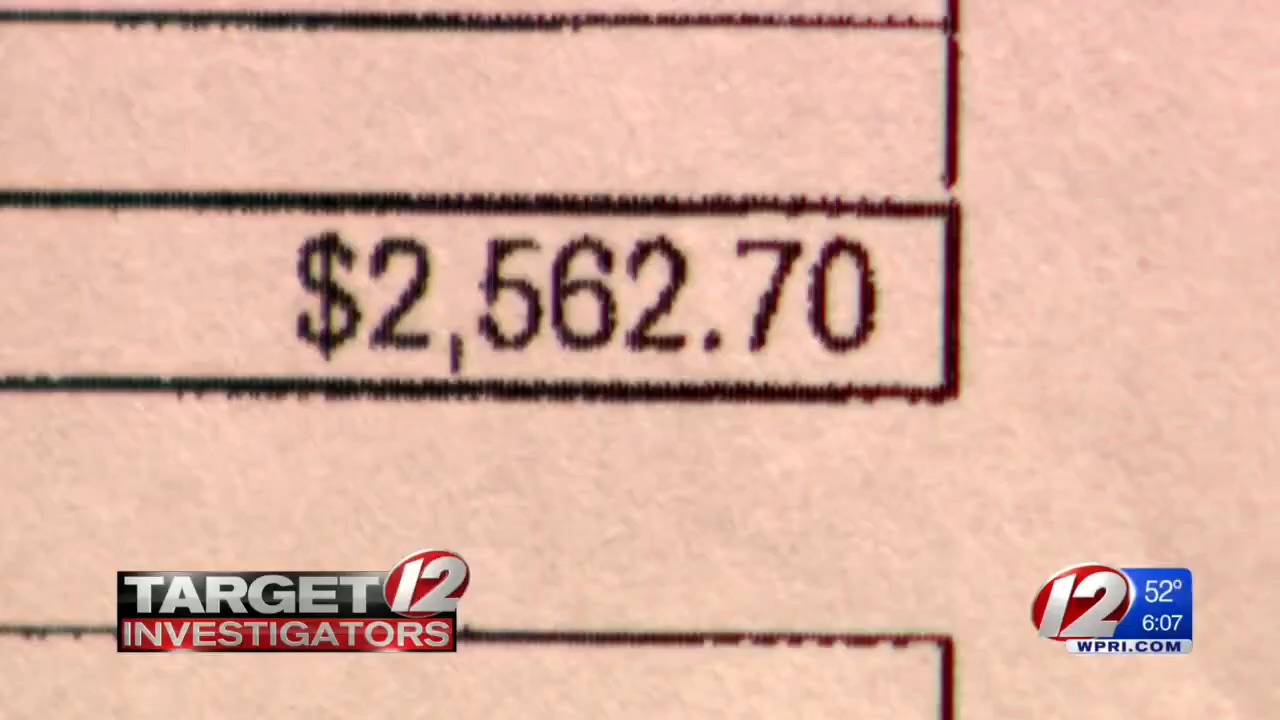 $2,562.70
TARGET 12
INVESTIGATORS
12
52°
6:07
WPRI.COM